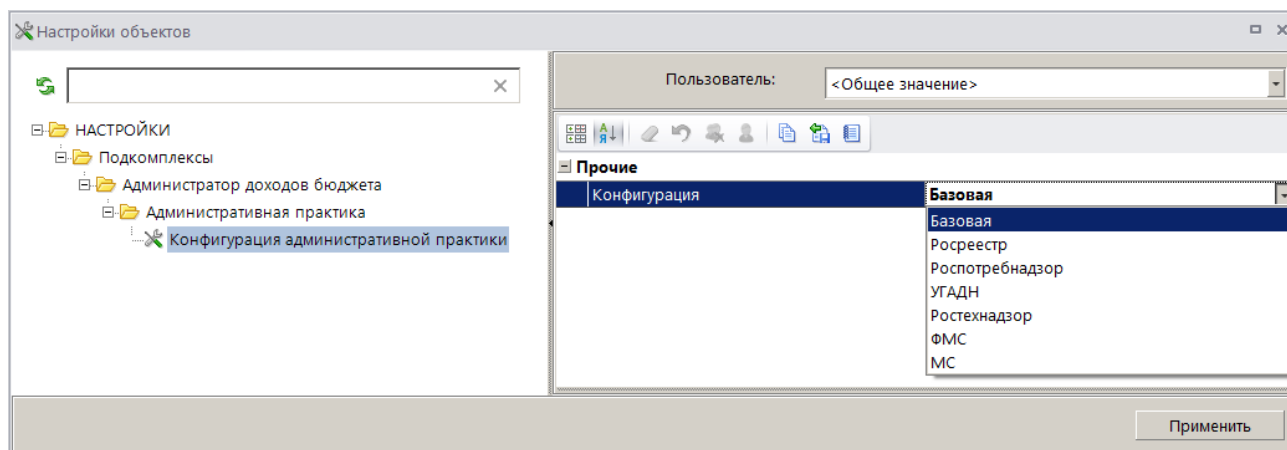 Настройки объектов
Пользователь:
<Общее значение>
НАСТРОЙКИ
Подкомплексы
Администратор доходов бюджета
Административная практика
Конфигурация административной практики
Прочие
Конфигурация
Базовая
Базовая
Росреестр
Роспотребнадзор
УГАДН
Ростехнадзор
ФМС
МС
Применить